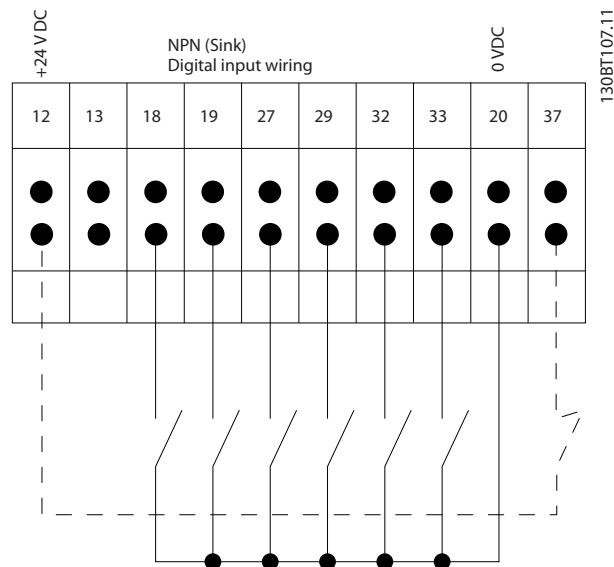 +24 V DC
NPN (Sink)
Digital input wiring
0 VDC
130BT107.11
12 13 18 19 27 29 32 33 20 37